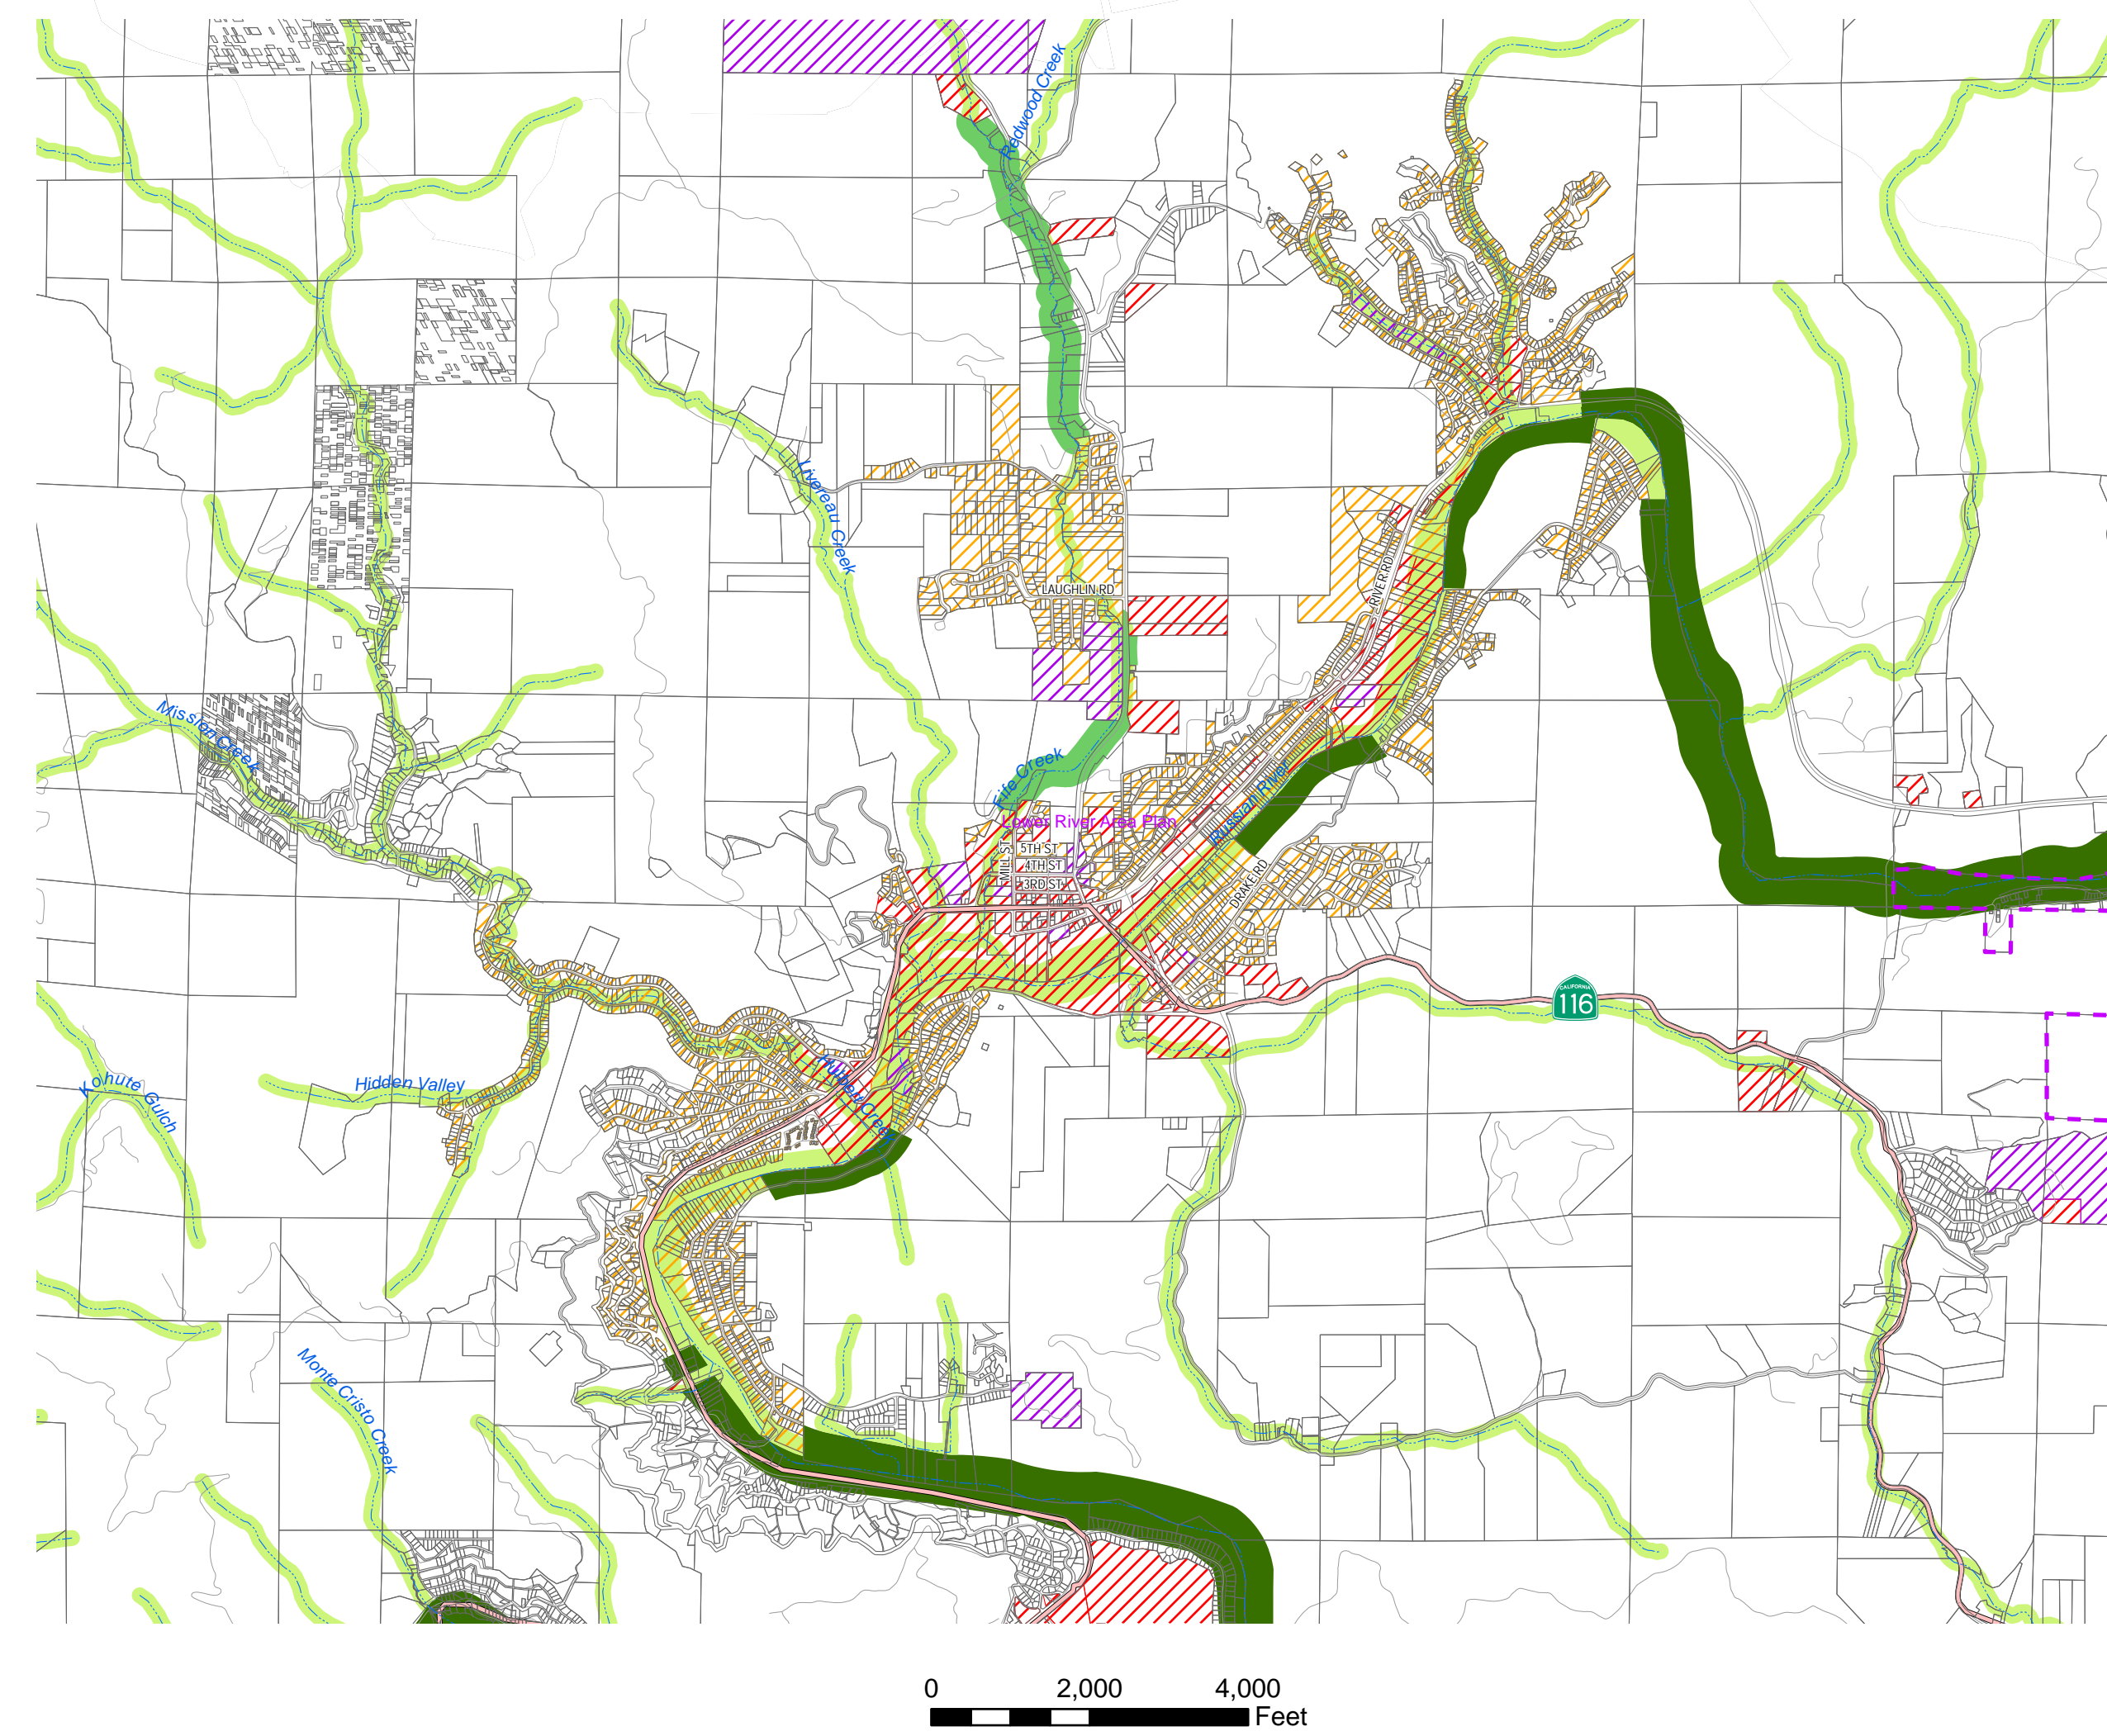 Redwood Creek
Livereau Creek
LAUGHLIN RD
RIVER RD
Mission Creek
Fife Creek
Russian River
Lower River Area Plan
MILL ST
5TH ST
4TH ST
3RD ST
DRAKE RD
CALIFORNIA
116
Kohute Gulch
Hidden Valley
Hulbert Creek
Monte Cristo Creek
0 2,000 4,000
Feet